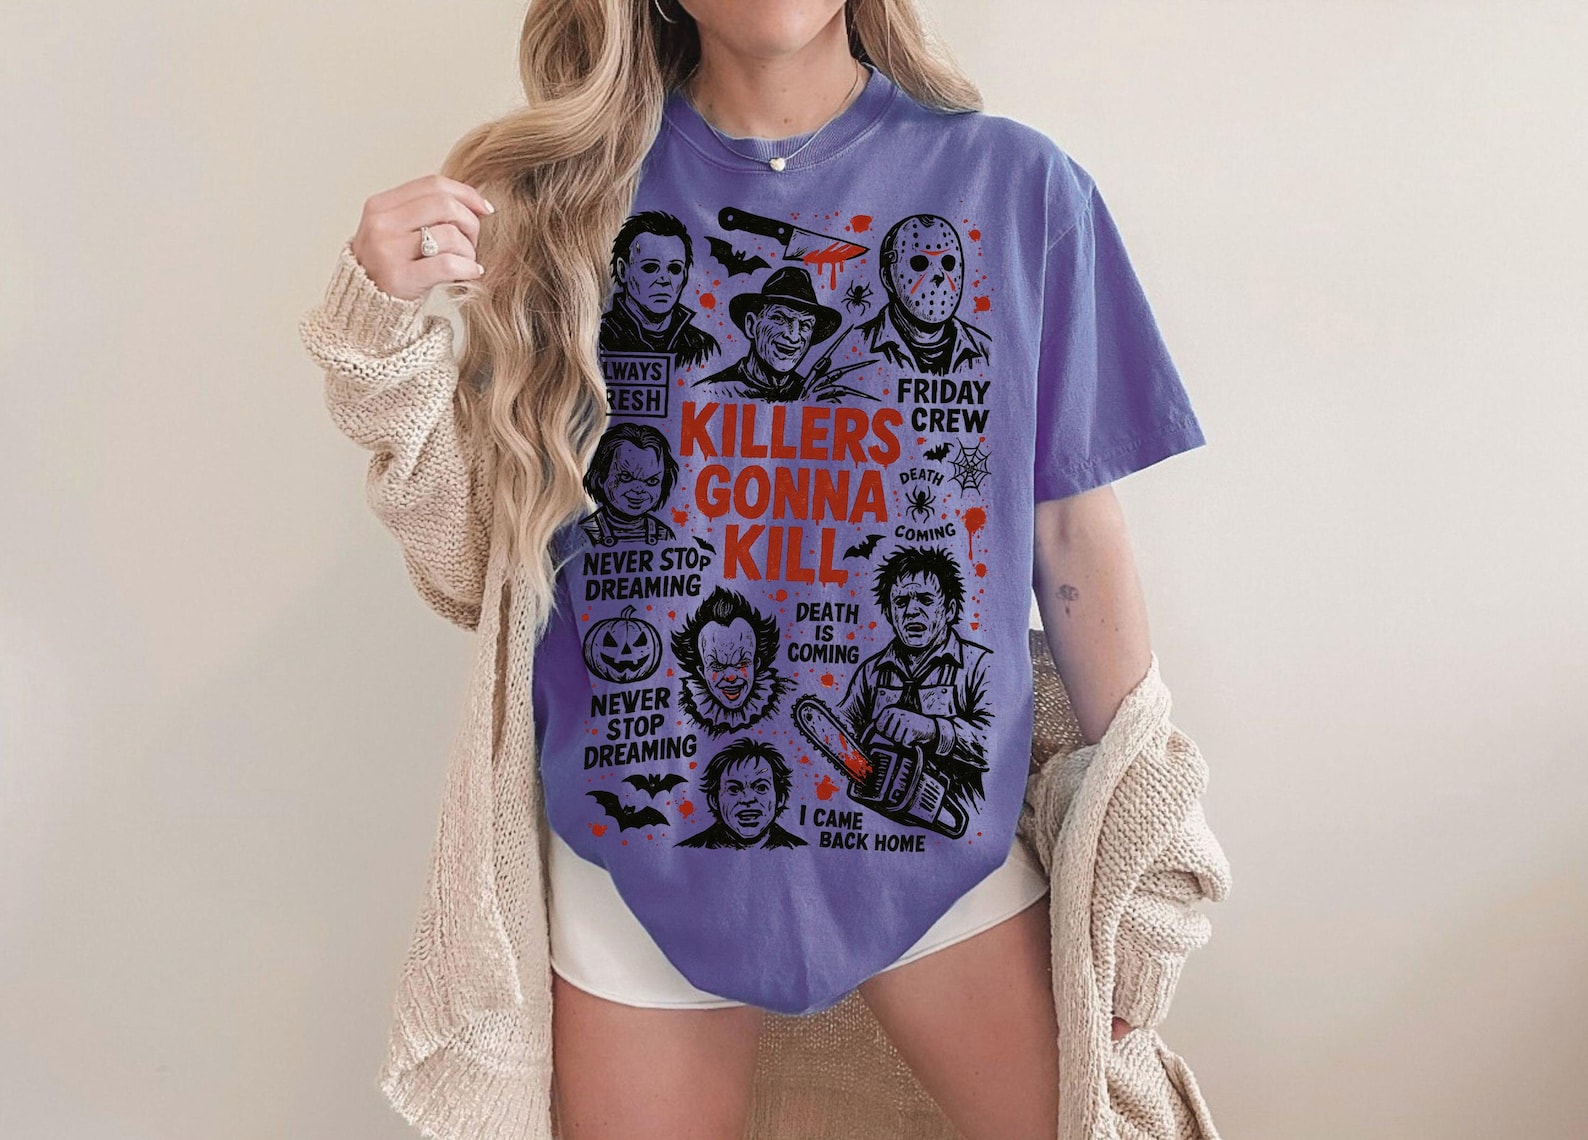 LWAYS
RESH
FRIDAY
CREW
KILLERS
GONNA
KILL
DEATH
COMING
NEVER STOP
DREAMING
DEATH
IS
COMING
NEVER
STOP
DREAMING
I CAME
BACK HOME